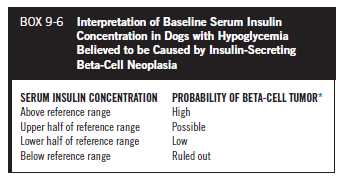 BOX 9-6 Interpretation of Baseline Serum Insulin
Concentration in Dogs with Hypoglycemia
Believed to be Caused by Insulin-Secreting
Beta-Cell Neoplasia
SERUM INSULIN CONCENTRATION PROBABILITY OF BETA-CELL TUMOR*
Above reference range High
Upper half of reference range Possible
Lower half of reference range Low
Below reference range Ruled out